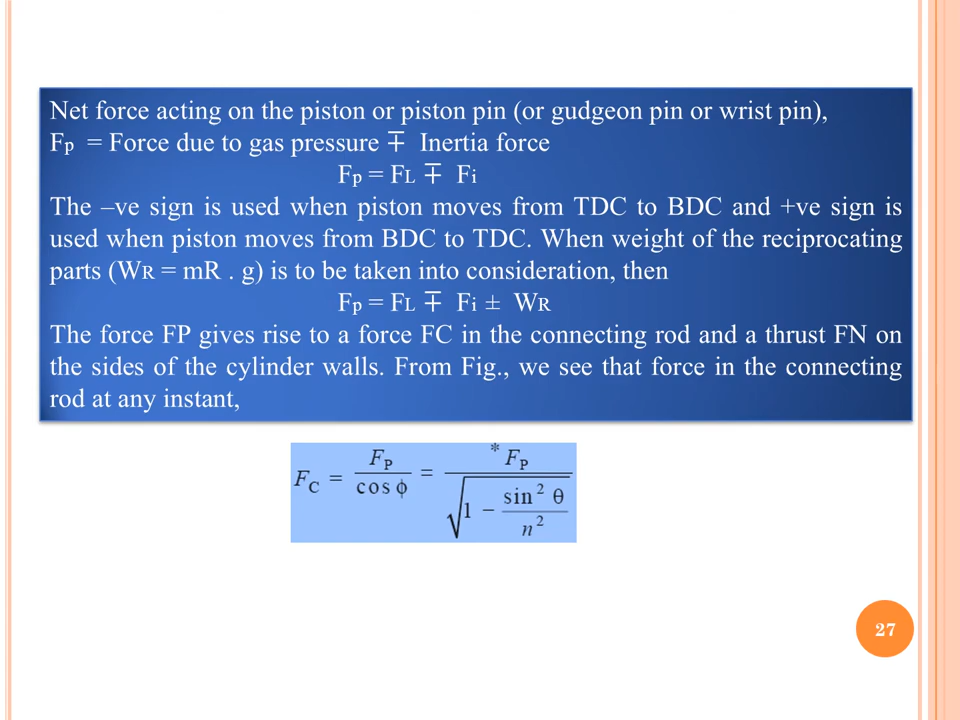 Net force acting on the piston or piston pin (or gudgeon pin or wrist pin),
Fp = Force due to gas pressure ∓ Inertia force
Fp = FL ∓ Fi
The –ve sign is used when piston moves from TDC to BDC and +ve sign is
used when piston moves from BDC to TDC. When weight of the reciprocating
parts (WR = mR . g) is to be taken into consideration, then
Fp = FL ∓ Fi ± WR
The force FP gives rise to a force FC in the connecting rod and a thrust FN on
the sides of the cylinder walls. From Fig., we see that force in the connecting
rod at any instant,
F_C = F_P / cos ϕ = * F_P / √(1 − sin² θ / n²)
27